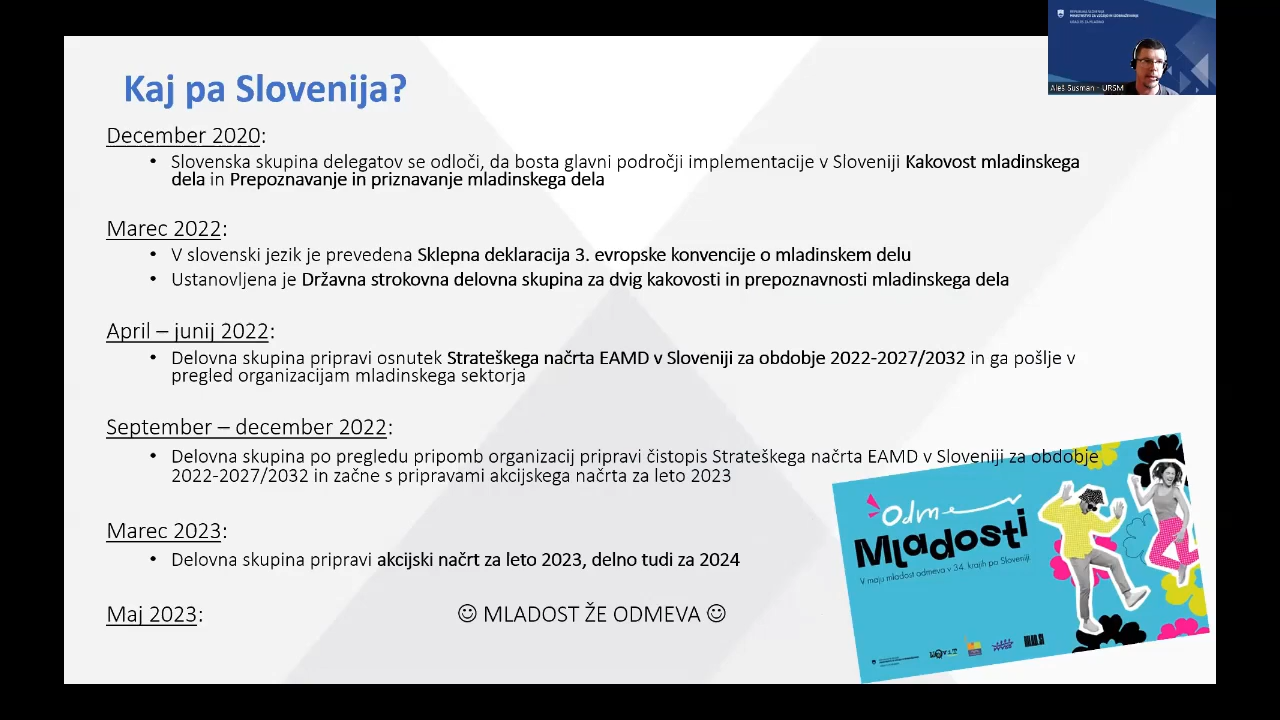 REPUBLIKA SLOVENIJA
Aleš Susman - URSM
Kaj pa Slovenija?
December 2020:
• Slovenska skupina delegatov se odloči, da bosta glavni področji implementacije v Sloveniji Kakovost mladinskega
dela in Prepoznavanje in priznavanje mladinskega dela
Marec 2022:
• V slovenski jezik je prevedena Sklepna deklaracija 3. evropske konvencije o mladinskem delu
• Ustanovljena je Državna strokovna delovna skupina za dvig kakovosti in prepoznavnosti mladinskega dela
April – junij 2022:
• Delovna skupina pripravi osnutek Strateškega načrta EAMD v Sloveniji za obdobje 2022-2027/2032 in ga pošlje v
pregled organizacijam mladinskega sektorja
September – december 2022:
• Delovna skupina po pregledu pripomb organizacij pripravi čistopis Strateškega načrta EAMD v Sloveniji za obdobje
2022-2027/2032 in začne s pripravami akcijskega načrta za leto 2023
Marec 2023:
• Delovna skupina pripravi akcijski načrt za leto 2023, delno tudi za 2024
Maj 2023: ☺ MLADOST ŽE ODMEVA ☺
Odmev
Mladosti
V maju mladost odmeva v 34. krajih po Sloveniji